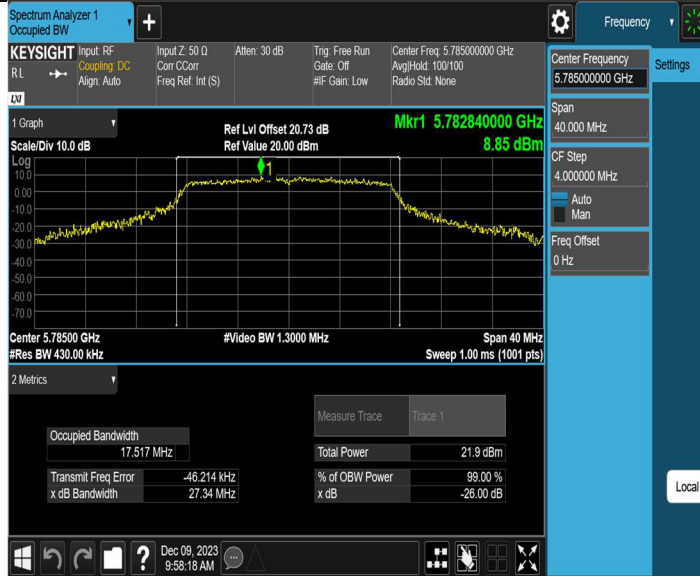 Spectrum Analyzer 1
Occupied BW
+
Frequency
KEYSIGHT
RL
LXI
Input: RF
Coupling: DC
Align: Auto
Input Z: 50 Ω
Corr CCorr
Freq Ref: Int (S)
Atten: 30 dB
Trig: Free Run
Gate: Off
#IF Gain: Low
Center Freq: 5.785000000 GHz
Avg|Hold: 100/100
Radio Std: None
Center Frequency
5.785000000 GHz
Settings
Span
40.000 MHz
CF Step
4.000000 MHz
Auto
Man
Freq Offset
0 Hz
Local
1 Graph
Scale/Div 10.0 dB
Ref Lvl Offset 20.73 dB
Ref Value 20.00 dBm
Mkr1 5.782840000 GHz
8.85 dBm
Log
10.0
0.00
-10.0
-20.0
-30.0
-40.0
-50.0
-60.0
-70.0
1
Center 5.78500 GHz
#Res BW 430.00 kHz
#Video BW 1.3000 MHz
Span 40 MHz
Sweep 1.00 ms (1001 pts)
2 Metrics
Measure Trace
Trace 1
Occupied Bandwidth
17.517 MHz
Total Power
21.9 dBm
Transmit Freq Error
-46.214 kHz
% of OBW Power
99.00 %
x dB Bandwidth
27.34 MHz
x dB
-26.00 dB
?
Dec 09, 2023
9:58:18 AM